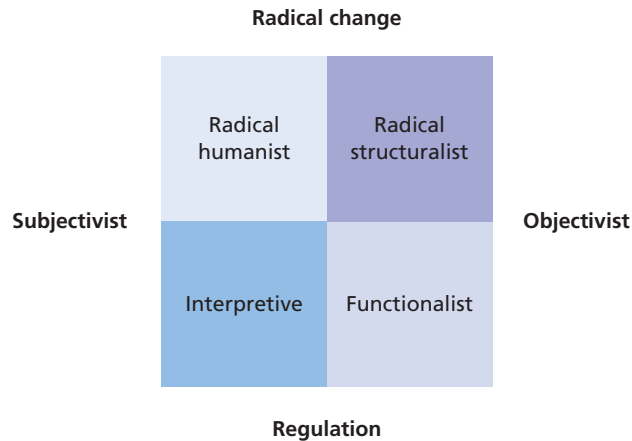 Radical change
Radical
humanist
Radical
structuralist
Subjectivist
Objectivist
Interpretive
Functionalist
Regulation